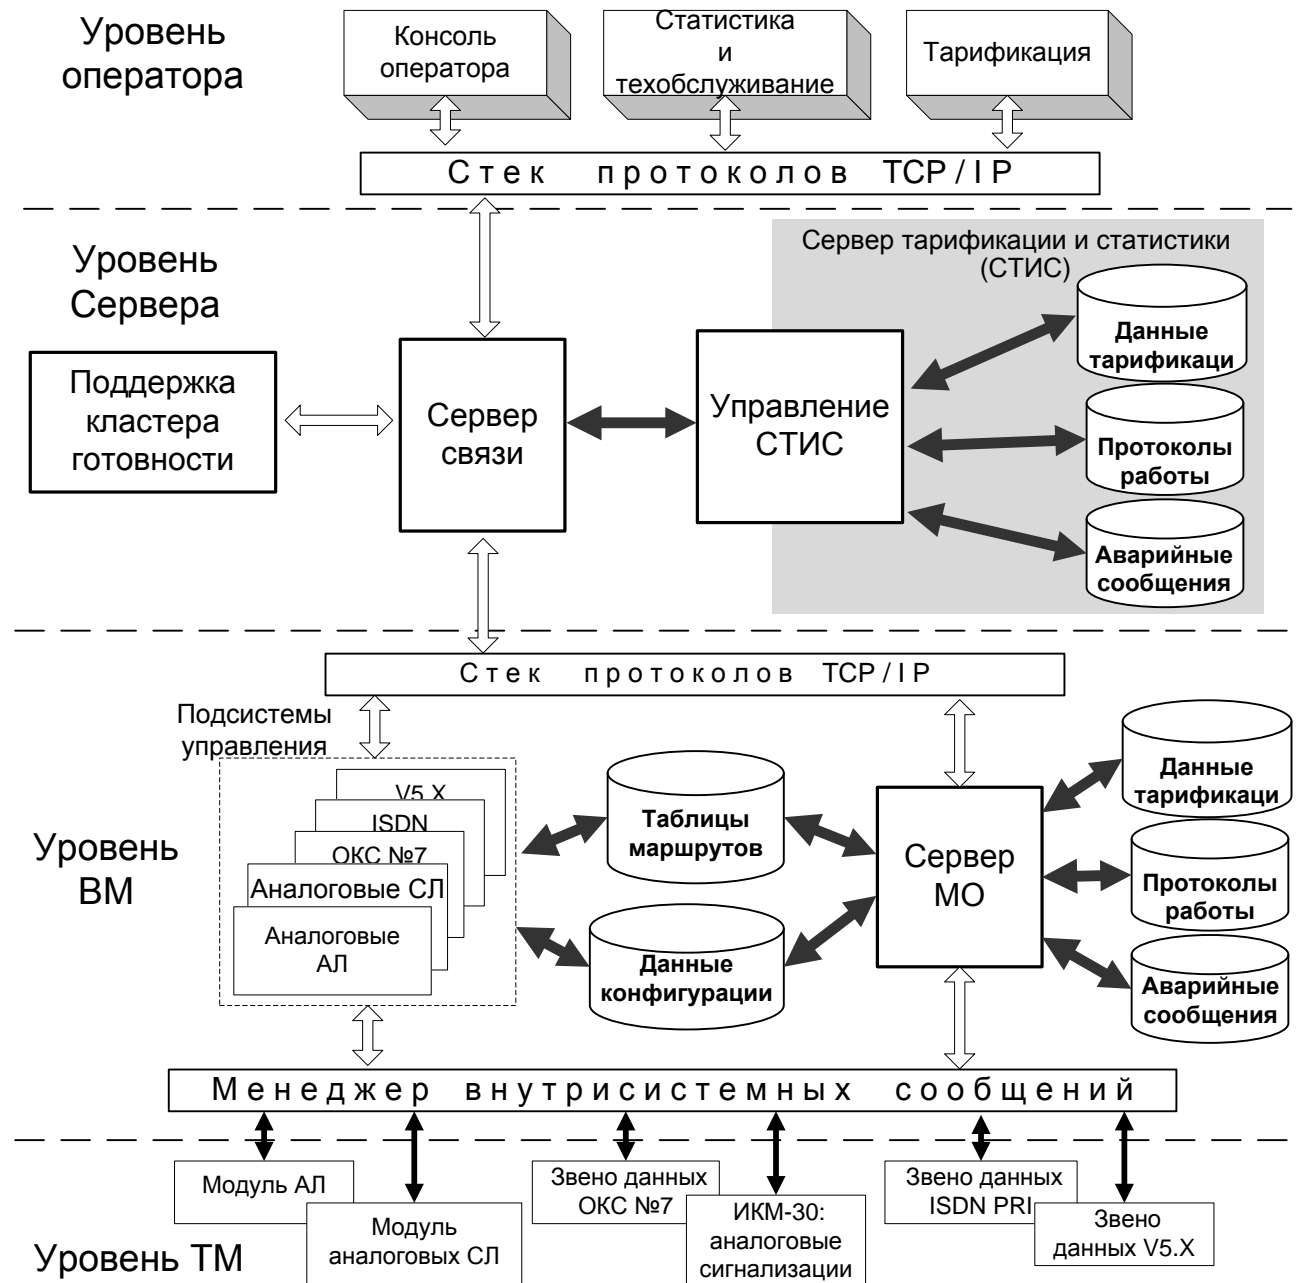 Уровень
оператора
Консоль
оператора
Статистика
и
техобслуживание
Тарификация
Стек протоколов TCP/IP
Уровень
Сервера
Сервер тарификации и статистики
(СТИС)
Данные
тарификаци
Поддержка
кластера
готовности
Сервер
связи
Управление
СТИС
Протоколы
работы
Аварийные
сообщения
Стек протоколов TCP/IP
Подсистемы
управления
V5.X
ISDN
ОКС №7
Аналоговые СЛ
Аналоговые
АЛ
Уровень
ВМ
Таблицы
маршрутов
Данные
конфигурации
Сервер
МО
Данные
тарификаци
Протоколы
работы
Аварийные
сообщения
Менеджер внутрисистемных сообщений
Уровень ТМ
Модуль АЛ
Модуль
аналоговых СЛ
Звено данных
ОКС №7
ИКМ-30:
аналоговые
сигнализации
Звено данных
ISDN PRI
Звено
данных V5.X